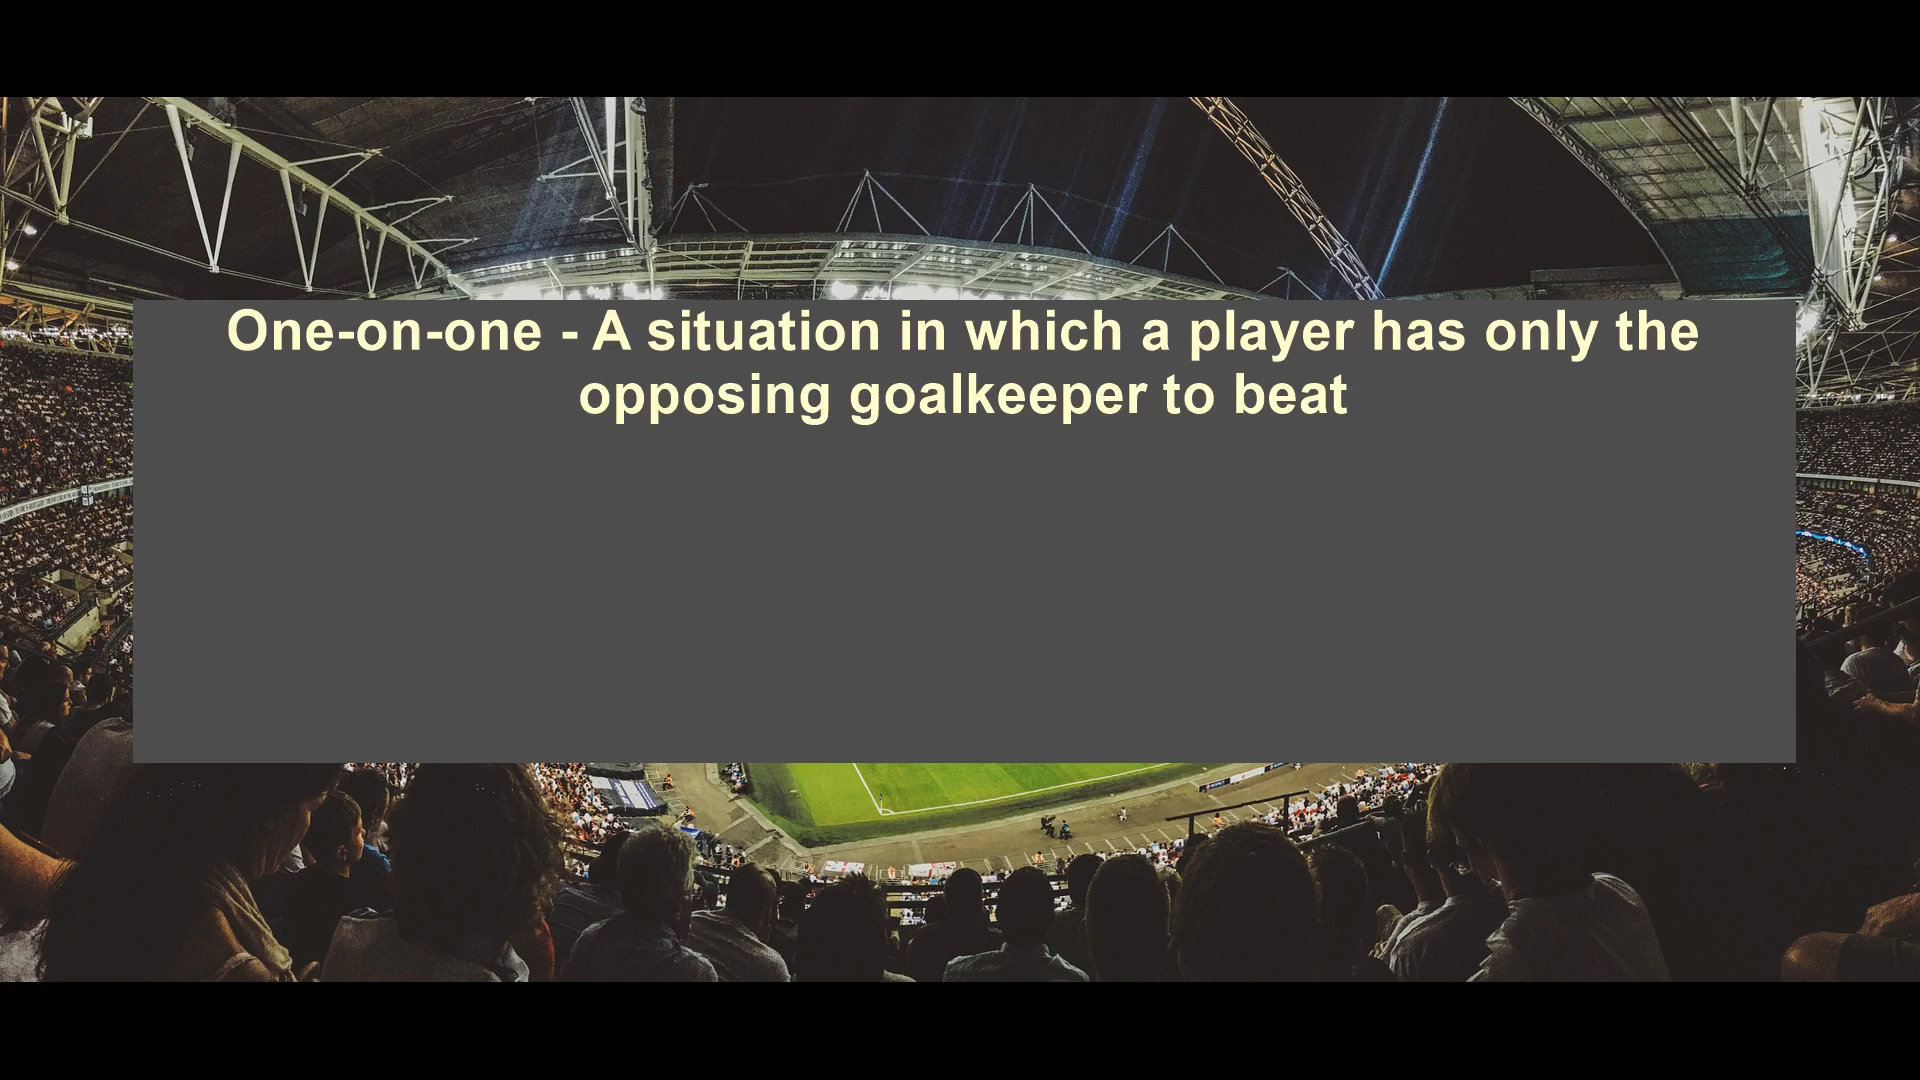 One-on-one - A situation in which a player has only the
opposing goalkeeper to beat